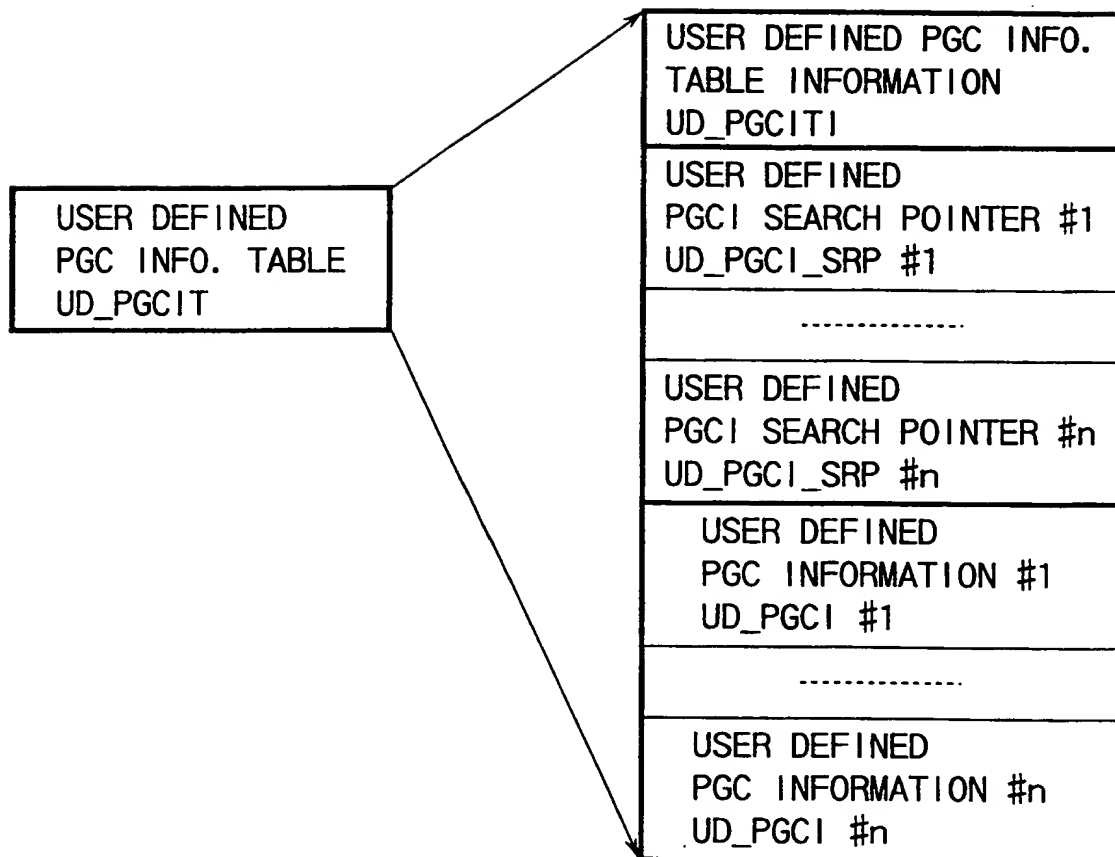 USER DEFINED
PGC INFO. TABLE
UD_PGCIT
USER DEFINED PGC INFO.
TABLE INFORMATION
UD_PGCITI
USER DEFINED
PGCI SEARCH POINTER #1
UD_PGCI_SRP #1
---------------
USER DEFINED
PGCI SEARCH POINTER #n
UD_PGCI_SRP #n
USER DEFINED
PGC INFORMATION #1
UD_PGCI #1
---------------
USER DEFINED
PGC INFORMATION #n
UD_PGCI #n